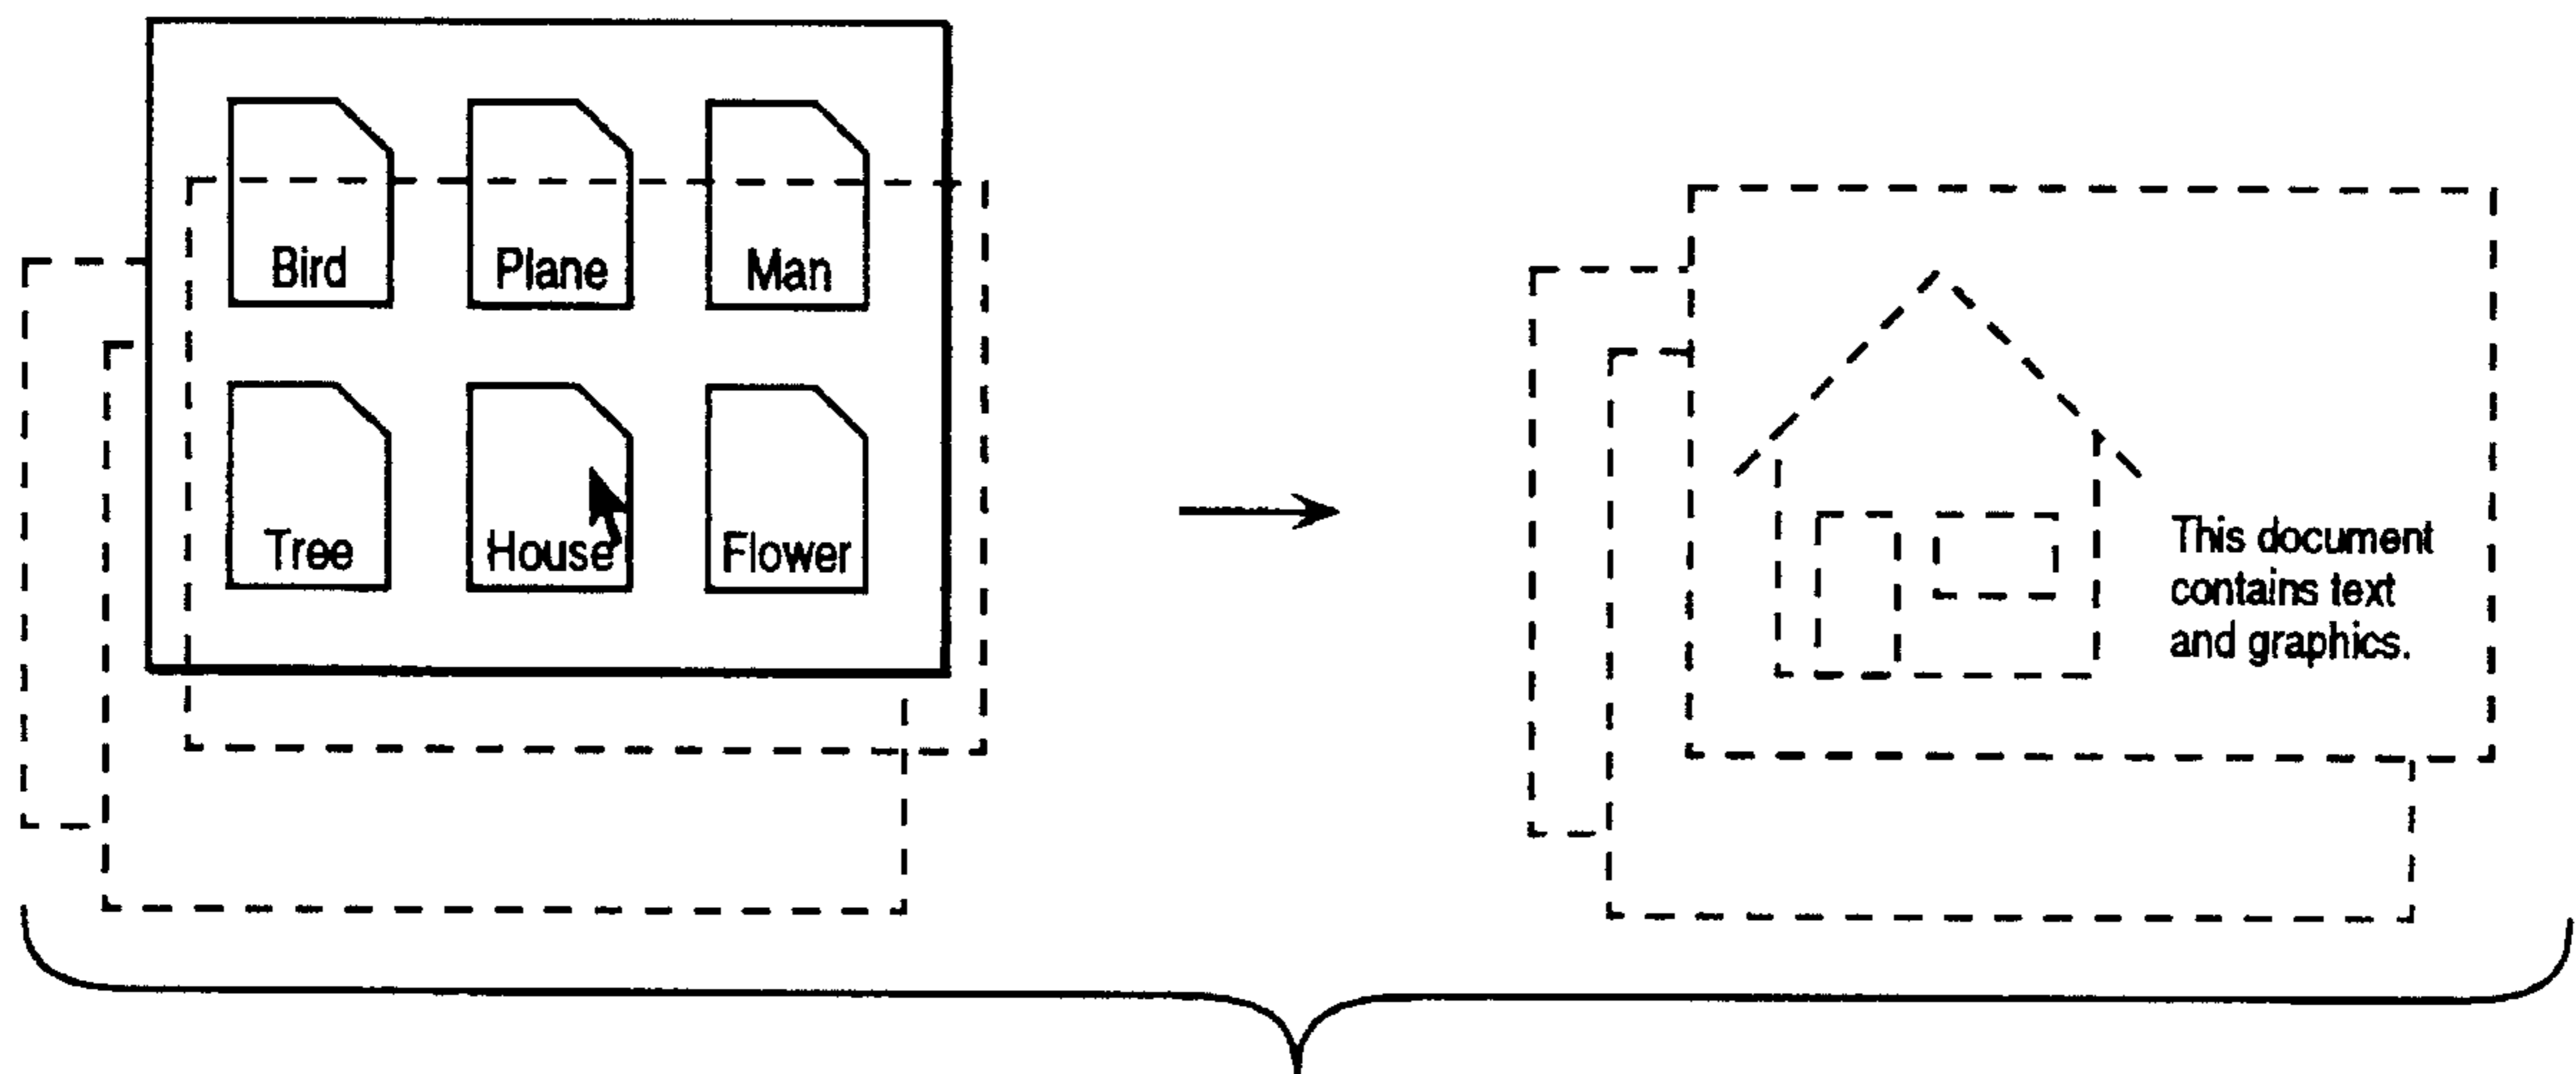 Bird
Plane
Man
Tree
House
Flower
This document
contains text
and graphics.